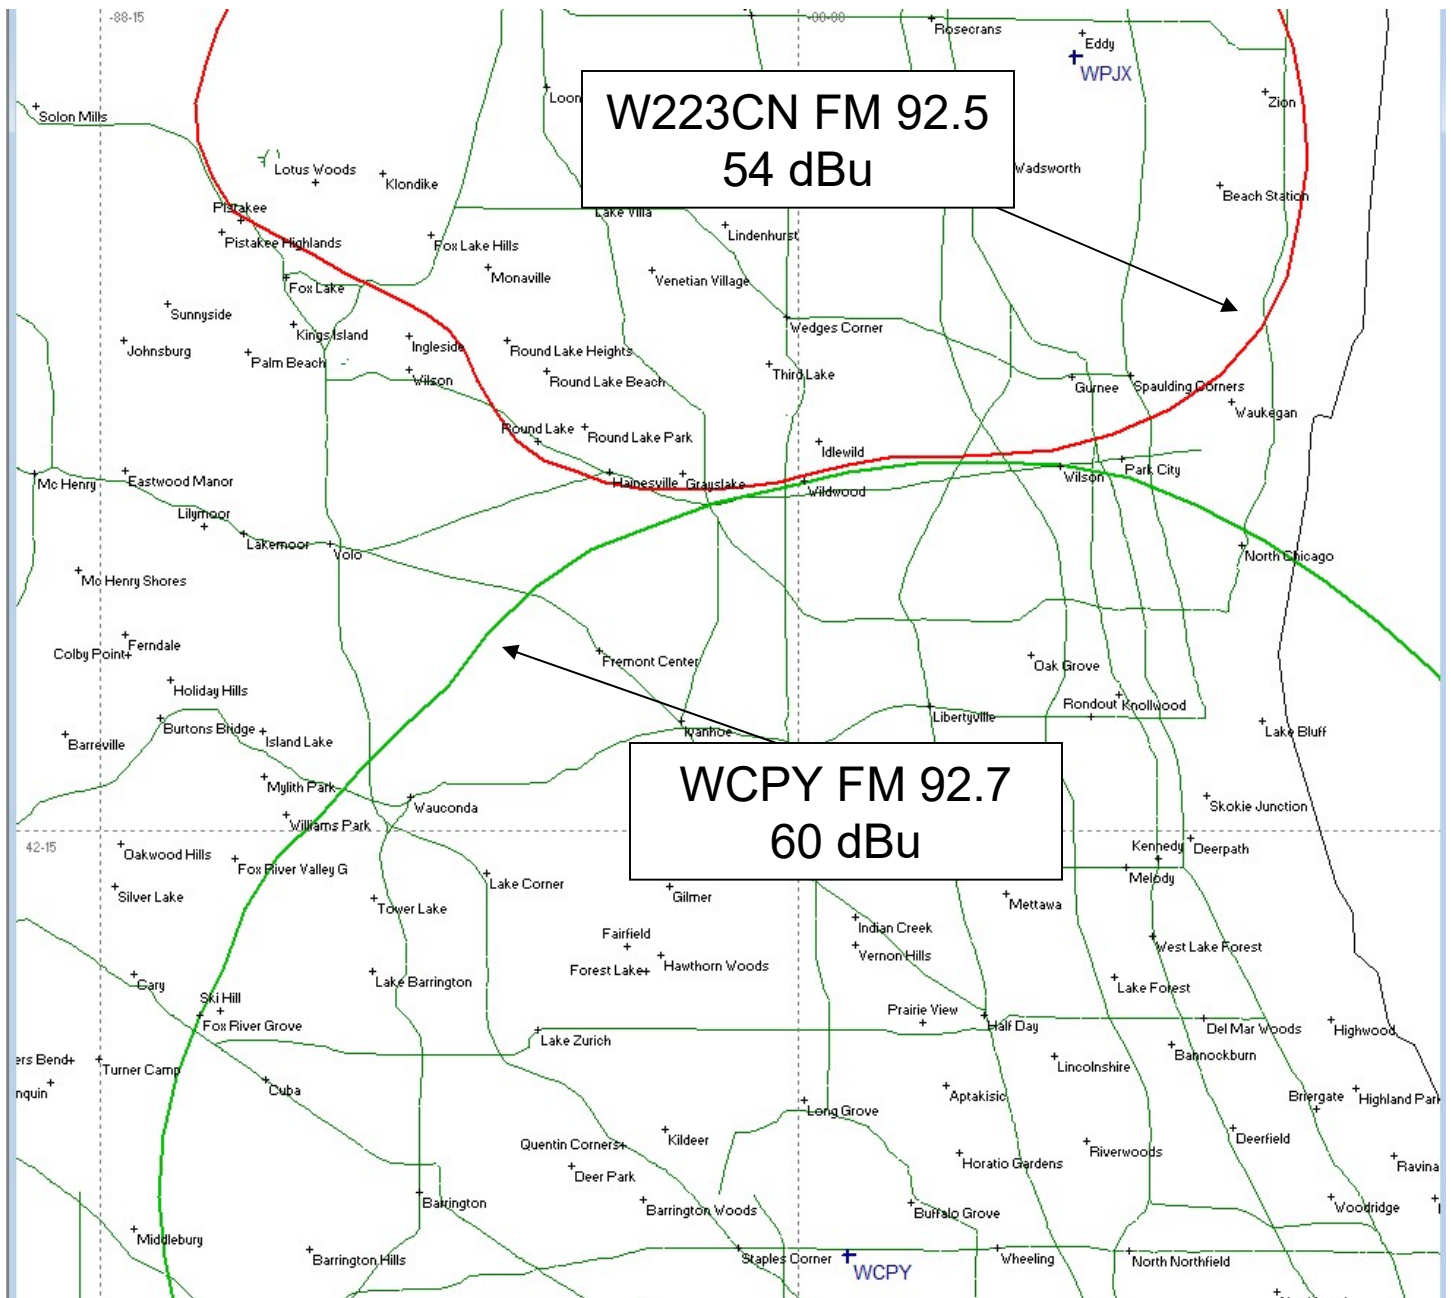 -88-15
-00-88
Rosecrans
Eddy
WPJX
Loon
Zion
Solon Mills
W223CN FM 92.5
54 dBu
Lotus Woods
Klondike
Wadsworth
Beach Station
Pistakee
Lake Villa
Pistakee Highlands
Fox Lake Hills
Lindenhurst
Monaville
Venetian Village
Fox Lake
Sunnyside
Kings Island
Wedges Corner
Johnsburg
Palm Beach
Ingleside
Round Lake Heights
Wilson
Round Lake Beach
Third Lake
Gurnee
Spaulding Corners
Waukegan
Round Lake
Round Lake Park
Idlewild
Mc Henry
Eastwood Manor
Hainesville
Grayslake
Wildwood
Wilson
Park City
Lilymoor
Lakemoor
Volo
North Chicago
Mc Henry Shores
Ferndale
Colby Point
Fremont Center
Oak Grove
Holiday Hills
Rondout
Knollwood
Burtons Bridge
Island Lake
Barreville
Ivanhoe
Libertyville
Lake Bluff
WCPY FM 92.7
60 dBu
Mylith Park
Wauconda
Skokie Junction
Williams Park
42-15
Oakwood Hills
Fox River Valley G
Kennedy
Deerpath
Melody
Silver Lake
Lake Corner
Gilmer
Mettawa
Tower Lake
Indian Creek
Fairfield
Vernon Hills
West Lake Forest
Forest Lake
Hawthorn Woods
Cary
Lake Barrington
Lake Forest
Ski Hill
Fox River Grove
Prairie View
Half Day
Del Mar Woods
Highwood
Lake Zurich
ers Bend
Turner Camp
Bannockburn
Lincolnshire
nquin
Cuba
Aptakisic
Briergate
Highland Park
Long Grove
Quentin Corners
Kildeer
Deerfield
Riverwoods
Horatio Gardens
Ravina
Deer Park
Barrington
Barrington Woods
Buffalo Grove
Woodridge
Middlebury
Barrington Hills
Staples Corner
WCPY
Wheeling
North Northfield